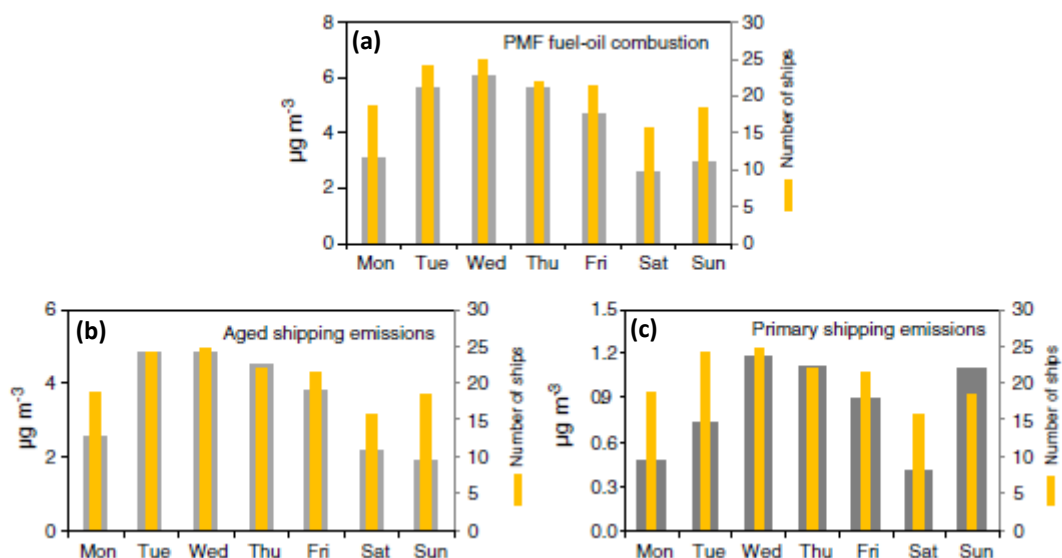 (a)
PMF fuel-oil combustion
8
6
4
2
0
µg m-3
30
25
20
15
10
5
0
Number of ships
Mon Tue Wed Thu Fri Sat Sun
(b)
Aged shipping emissions
6
4
2
0
µg m-3
30
25
20
15
10
5
0
Number of ships
Mon Tue Wed Thu Fri Sat Sun
(c)
Primary shipping emissions
1.5
1.2
0.9
0.6
0.3
0.0
µg m-3
30
25
20
15
10
5
0
Number of ships
Mon Tue Wed Thu Fri Sat Sun